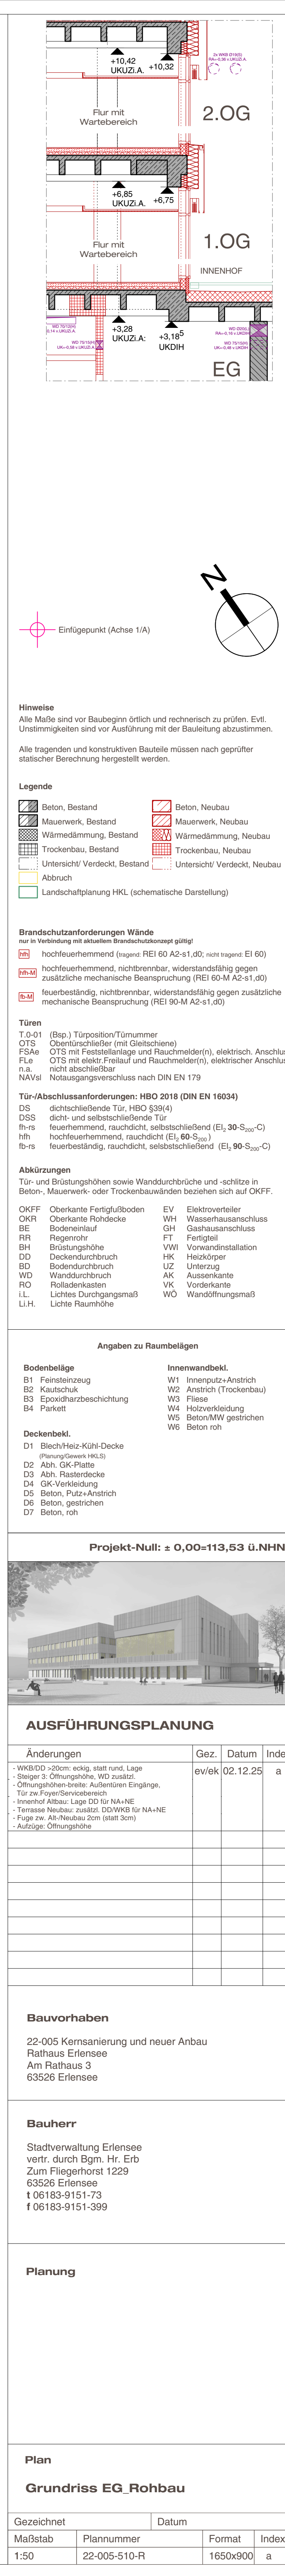 2x WKB Ø18(6)
RA=-0,36 v.UKUZi.A
+10,42
UKUZi.A.
+10,32
Flur mit
Wartebereich
2.OG
+6,85
UKUZi.A.
+6,75
Flur mit
Wartebereich
1.OG
INNENHOF
+3,28
UKUZi.A:
+3,18⁵
UKDIH
EG
N
Einfügepunkt (Achse 1/A)
Hinweise
Alle Maße sind vor Baubeginn örtlich und rechnerisch zu prüfen. Evtl.
Unstimmigkeiten sind vor Ausführung mit der Bauleitung abzustimmen.
Alle tragenden und konstruktiven Bauteile müssen nach geprüfter
statischer Berechnung hergestellt werden.
Legende
Beton, Bestand
Beton, Neubau
Mauerwerk, Bestand
Mauerwerk, Neubau
Wärmedämmung, Bestand
Wärmedämmung, Neubau
Trockenbau, Bestand
Trockenbau, Neubau
Untersicht/ Verdeckt, Bestand
Untersicht/ Verdeckt, Neubau
Abbruch
Landschaftplanung HKL (schematische Darstellung)
Brandschutzanforderungen Wände
nur in Verbindung mit aktuellem Brandschutzkonzept gültig!
hfh hochfeuerhemmend (tragend: REI 60 A2-s1,d0; nicht tragend: EI 60)
hfh-M hochfeuerhemmend, nichtbrennbar, widerstandsfähig gegen
zusätzliche mechanische Beanspruchung (REI 60-M A2-s1,d0)
fb-M feuerbeständig, nichtbrennbar, widerstandsfähig gegen zusätzliche
mechanische Beanspruchung (REI 90-M A2-s1,d0)
Türen
T.0-01 (Bsp.) Türposition/Türnummer
OTS Obentürschließer (mit Gleitschiene)
FSAe OTS mit Feststellanlage und Rauchmelder(n), elektrisch. Anschlu
FLe OTS mit elektr.Freilauf und Rauchmelder(n), elektrischer Anschlus
n.a. nicht abschließbar
NAVsl Notausgangsverschluss nach DIN EN 179
Tür-/Abschlussanforderungen: HBO 2018 (DIN EN 16034)
DS dichtschließende Tür, HBO §39(4)
DSS dicht- und selbstschließende Tür
fh-rs feuerhemmend, rauchdicht, selbstschließend (EI₂ 30-S₂₀₀-C)
hfh hochfeuerhemmend, rauchdicht (EI₂ 60-S₂₀₀ )
fb-rs feuerbeständig, rauchdicht, selsbstschließend (EI₂ 90-S₂₀₀-C)
Abkürzungen
Tür- und Brüstungshöhen sowie Wanddurchbrüche und -schlitze in
Beton-, Mauerwerk- oder Trockenbauwänden beziehen sich auf OKFF.
OKFF Oberkante Fertigfußboden EV Elektroverteiler
OKR Oberkante Rohdecke WH Wasserhausanschluss
BE Bodeneinlauf GH Gashausanschluss
RR Regenrohr FT Fertigteil
BH Brüstungshöhe VWI Vorwandinstallation
DD Deckendurchbruch HK Heizkörper
BD Bodendurchbruch UZ Unterzug
WD Wanddurchbruch AK Aussenkante
RO Rolladenkasten VK Vorderkante
i.L. Lichtes Durchgangsmaß WÖ Wandöffnungsmaß
Li.H. Lichte Raumhöhe
Angaben zu Raumbelägen
Bodenbeläge
B1 Feinsteinzeug
B2 Kautschuk
B3 Epoxidharzbeschichtung
B4 Parkett
Innenwandbekl.
W1 Innenputz+Anstrich
W2 Anstrich (Trockenbau)
W3 Fliese
W4 Holzverkleidung
W5 Beton/MW gestrichen
W6 Beton roh
Deckenbekl.
D1 Blech/Heiz-Kühl-Decke
(Planung/Gewerk HKLS)
D2 Abh. GK-Platte
D3 Abh. Rasterdecke
D4 GK-Verkleidung
D5 Beton, Putz+Anstrich
D6 Beton, gestrichen
D7 Beton, roh
Projekt-Null: ± 0,00=113,53 ü.NHN
AUSFÜHRUNGSPLANUNG
Änderungen Gez. Datum Inde
- WKB/DD >20cm: eckig, statt rund, Lage ev/ek 02.12.25 a
- Steiger 3: Öffnungshöhe, WD zusätzl.
- Öffnungshöhen-breite: Außentüren Eingänge,
Tür zw.Foyer/Servicebereich
- Innenhof Altbau: Lage DD für NA+NE
- Terrasse Neubau: zusätzl. DD/WKB für NA+NE
- Fuge zw. Alt-/Neubau 2cm (statt 3cm)
- Aufzüge: Öffnungshöhe
Bauvorhaben
22-005 Kernsanierung und neuer Anbau
Rathaus Erlensee
Am Rathaus 3
63526 Erlensee
Bauherr
Stadtverwaltung Erlensee
vertr. durch Bgm. Hr. Erb
Zum Fliegerhorst 1229
63526 Erlensee
t 06183-9151-73
f 06183-9151-399
Planung
Plan
Grundriss EG_Rohbau
Gezeichnet Datum
Maßstab Plannummer Format Index
1:50 22-005-510-R 1650x900 a